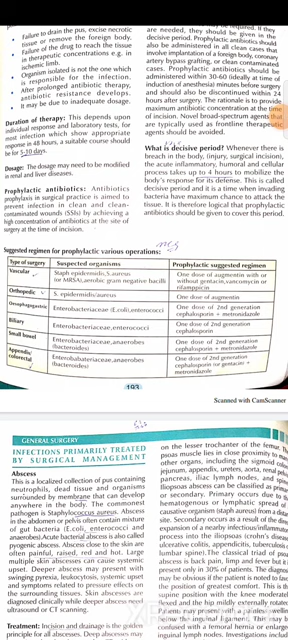 • Failure to drain the pus, excise necrotic
tissue or remove the foreign body.
• Failure of the drug to reach the tissue
in therapeutic concentrations e.g. in
ischemic limb.
• Organism isolated is not the one which
is responsible for the infection.
• After prolonged antibiotic therapy,
antibiotic resistance develops.
It may be due to inadequate dosage.
Duration of therapy: This depends upon
individual response and laboratory tests, for
most infection which show appropriate
response in 48 hours, a suitable course should
be for 5-10 days.
Dosage: The dosage may need to be modified
in renal and liver diseases.
Prophylactic antibiotics: Antibiotics
prophylaxis in surgical practice is aimed to
prevent infection in clean and clean-
contaminated wounds (SSIs) by achieving a
high concentration of antibiotics at the site of
surgery at the time of incision.
be required. If they
are needed, they should be given in the
decisive period. Prophylactic antibiotics should
also be administered in all clean cases that
involve implantation of a foreign body, coronary
artery bypass grafting, or clean contaminated
cases. Prophylactic antibiotics should be
administered within 30-60 (ideally at time of
induction of anesthesia) minutes before surgery
and should also be discontinued within 24
hours after surgery. The rationale is to provide
maximum antibiotic concentration at the time
of incision. Novel broad-spectrum agents that
are typically used as frontline therapeutic
agents should be avoided.
What is decisive period? Whenever there is
breach in the body, (injury, surgical incision),
the acute inflammatory, humoral and cellular
process takes up to 4 hours to mobilize the
body's response for its defense. This is called
decisive period and it is a time when invading
bacteria have maximum chance to attack the
tissue. It is therefore logical that prophylactic
antibiotics should be given to cover this period.
Suggested regimen for prophylactic various operations:
Type of surgery Suspected organisms Prophylactic suggested regimen
Vascular Staph epidermidis,S.aureus (or MRSA),aerobic gram negative bacilli One dose of augmentin with or without gentacin,vancomycin or rifamppicin
Orthopedic S. epidermidis/aureus One dose of augmentin
Oesophagogastric Enterobacteriaceae (E.coli),enterococci One dose of 2nd generation cephalosporin + metronidazole
Biliary Enterobacteriaceae,enterococci One dose of 2nd generation cephalosporin
Small bowel Enterobacteriaceae,anaerobes (bacteroides) One dose of 2nd generation cephalosporin + metronidazole
Appendix/ colorectal Enterobabateriaceae,anaerobes (bacteroides) One dose of 2nd generation cephalosporin (or gentacin) + metronidazole
193
Scanned with CamScanner
GENERAL SURGERY
INFECTIONS PRIMARILY TREATED
BY SURGICAL MANAGEMENT
Abscess
This is a localized collection of pus containing
neutrophils, dead tissue and organisms
surrounded by membrane that can develop
anywhere in the body. The commonest
pathogen is Staphylococcus aureus. Abscess
in the abdomen or pelvis often contain mixture
of gut bacteria (E.coli, enterococci and
anaerobes).Acute bacterial abscess is also called
pyogenic abscess. Abscess close to the skin are
often painful, raised, red and hot. Large
multiple skin abscesses can cause systemic
upset. Deeper abscess may present with
swinging pyrexia, leukocytosis, systemic upset
and symptoms related to pressure effects on
the surrounding tissues. Skin abscesses are
diagnosed clinically while deeper abscess need
ultrasound or CT scanning.
Treatment: Incision and drainage is the golden
principle for all abscesses. Deep abscesses may
on the lesser trochanter of the femur. The
psoas muscle lies in close proximity to many
other organs, including the sigmoid colon,
jejunum, appendix, ureters, aorta, renal pelvis,
pancreas, iliac lymph nodes, and spine.
Iliopsoas abscess can be classified as primary
or secondary. Primary occurs due to
hematogenous or lymphatic spread of
causative organism (staph aureus) from a distant
site. Secondary occurs as a result of the direct
expansion of a nearby infectious/inflammatory
process into the iliopsoas (crohn's disease,
ulcerative colitis, appendicitis, tuberculosis of
lumbar spine).The classical triad of psoas
abscess is back pain, limp and fever but is
present only in 30% of patients. The diagnosis
may be obvious if the patient is noted to favor
the position of greatest comfort. This is the
supine position with the knee moderately
flexed and the hip mildly externally rotated.
Patients may present with a painless swelling
below the inguinal ligament. This may be
confused with a femoral hernia or enlarged
inguinal lymph nodes. Investigations include